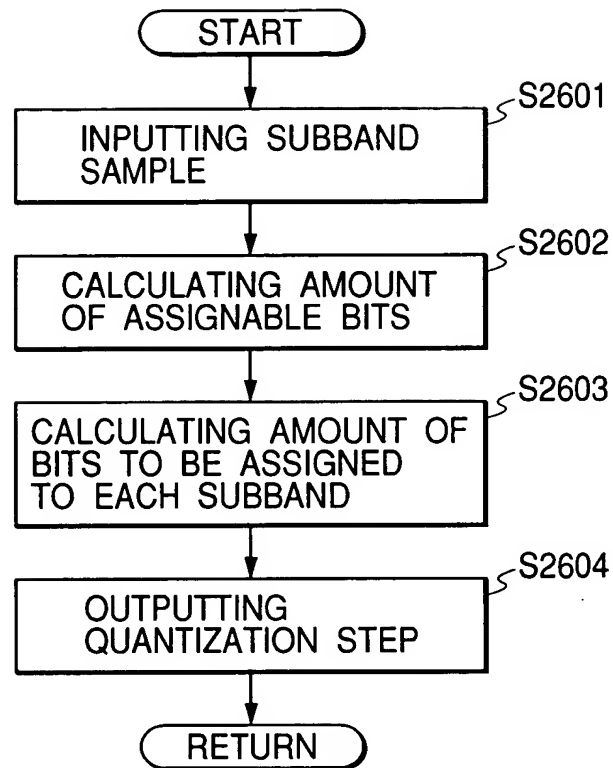 START
S2601
INPUTTING SUBBAND
SAMPLE
S2602
CALCULATING AMOUNT
OF ASSIGNABLE BITS
S2603
CALCULATING AMOUNT OF
BITS TO BE ASSIGNED
TO EACH SUBBAND
S2604
OUTPUTTING
QUANTIZATION STEP
RETURN